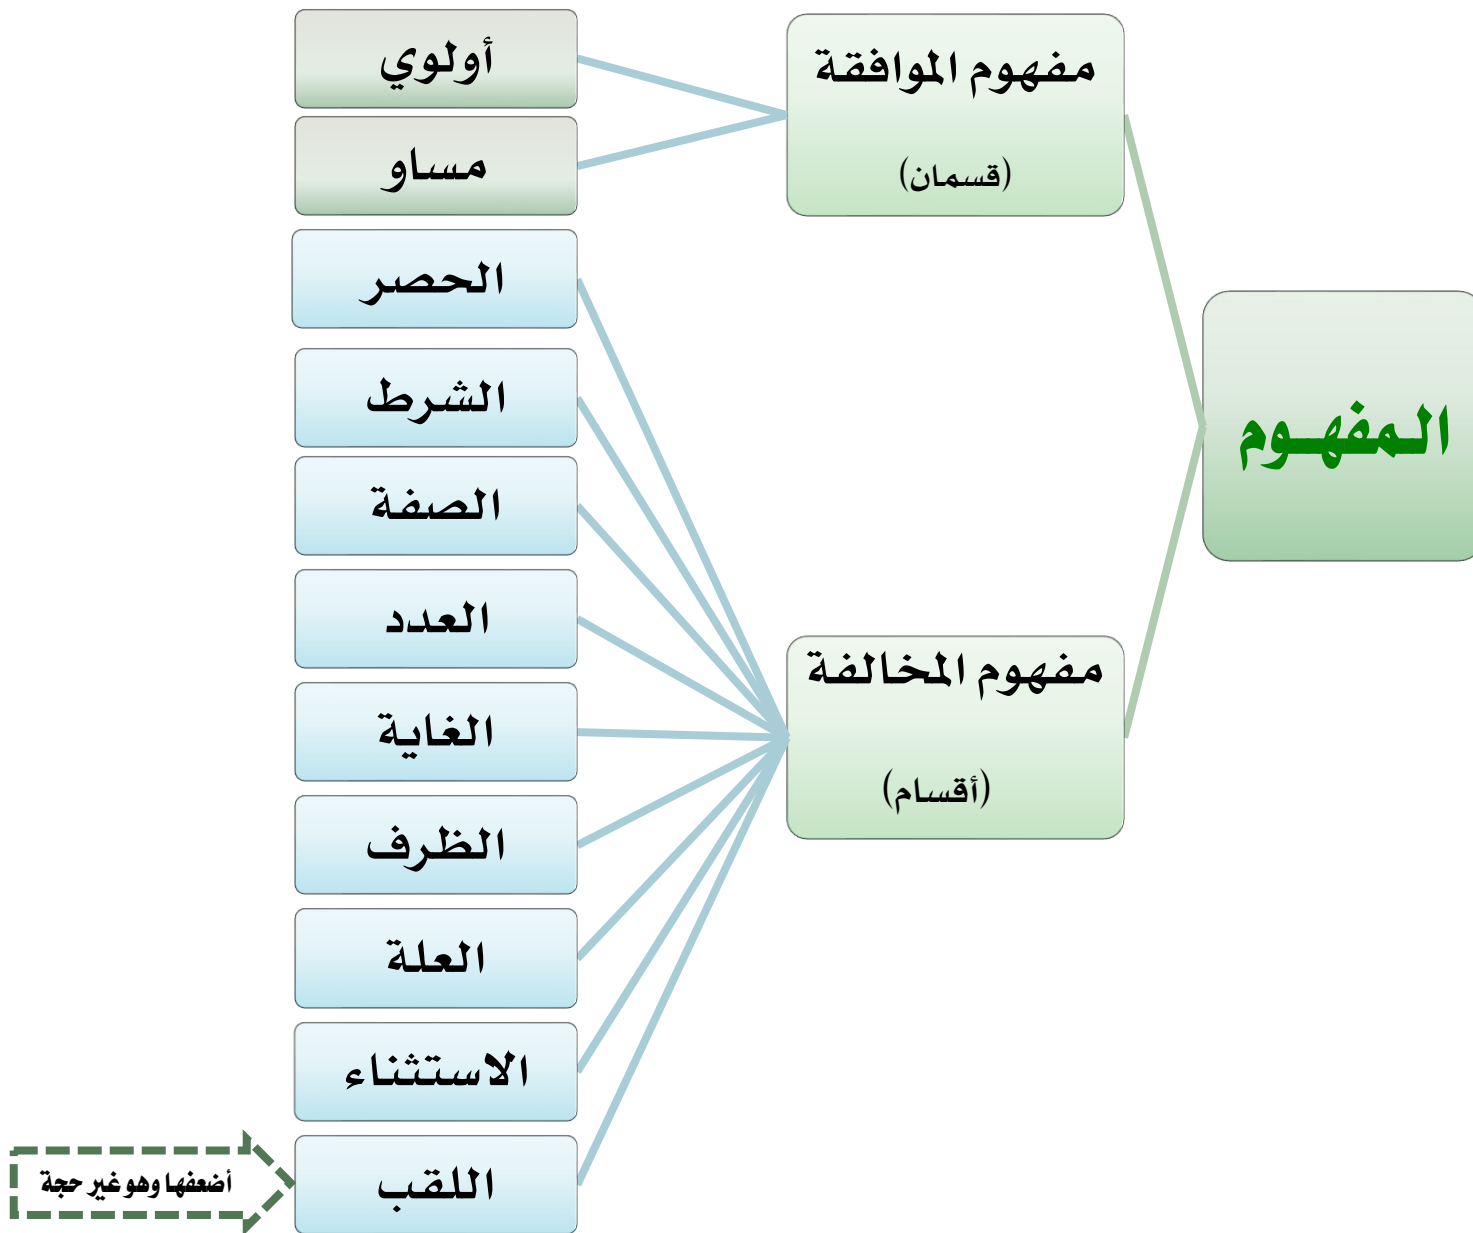 المفهوم
مفهوم الموافقة
(قسمان)
أولوي
مساو
مفهوم المخالفة
(أقسام)
الحصر
الشرط
الصفة
العدد
الغاية
الظرف
العلة
الاستثناء
اللقب
أضعفها وهو غير حجة